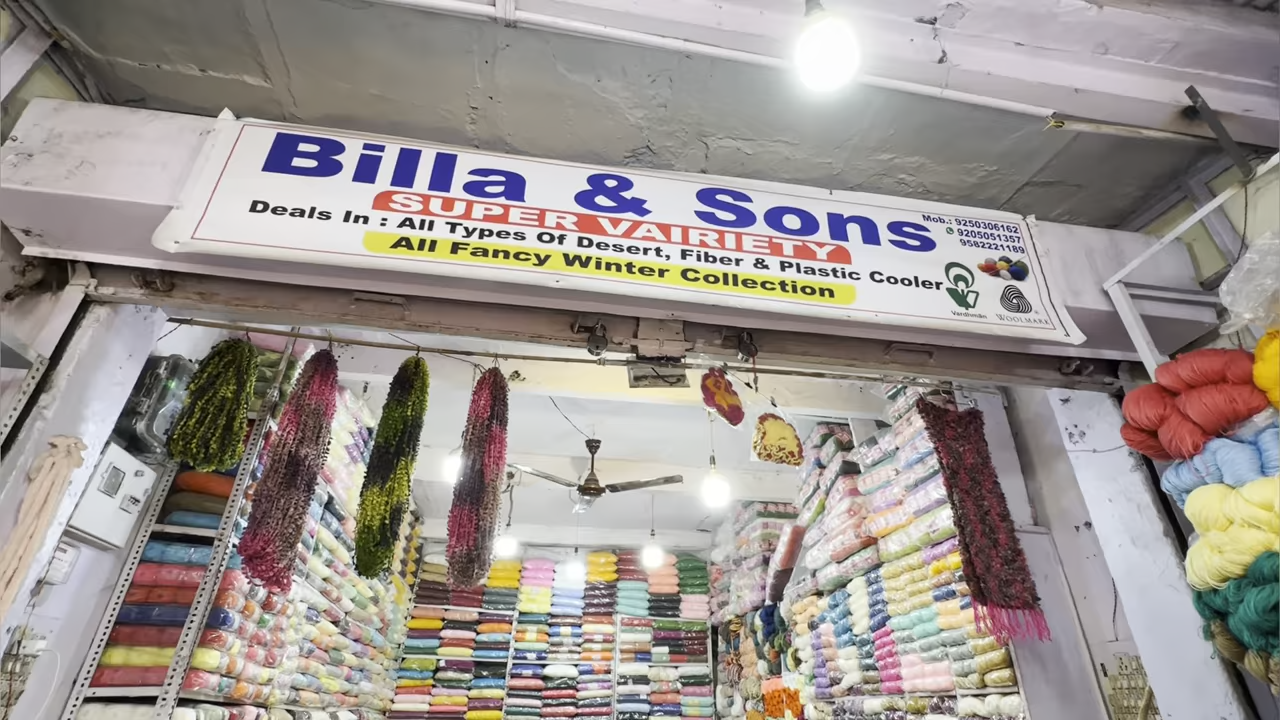 Billa & Sons
SUPER VAIRIETY
Deals In : All Types Of Desert, Fiber & Plastic Cooler
All Fancy Winter Collection
Mob.: 9250306162
9205051357
9582221189
Vardhman
WOOLMARK